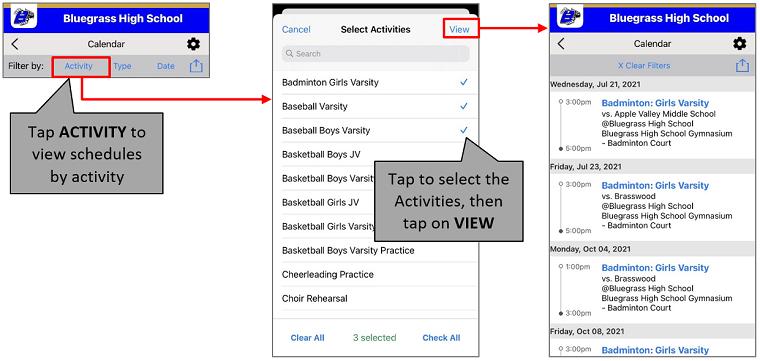 Bluegrass High School
Calendar
Filter by: Activity Type Date
Tap ACTIVITY to
view schedules
by activity
Cancel Select Activities View
Search
Badminton Girls Varsity
Baseball Varsity
Baseball Boys Varsity
Basketball Boys JV
Basketball Boys Varsity
Basketball Girls JV
Basketball Girls Varsity
Basketball Boys Varsity Practice
Cheerleading Practice
Choir Rehearsal
Clear All 3 selected Check All
Tap to select the
Activities, then
tap on VIEW
Bluegrass High School
Calendar
X Clear Filters
Wednesday, Jul 21, 2021
3:00pm Badminton: Girls Varsity
vs. Apple Valley Middle School
@Bluegrass High School
Bluegrass High School Gymnasium
5:00pm - Badminton Court
Friday, Jul 23, 2021
3:00pm Badminton: Girls Varsity
vs. Brasswood
@Bluegrass High School
Bluegrass High School Gymnasium
5:00pm - Badminton Court
Monday, Oct 04, 2021
1:00pm Badminton: Girls Varsity
vs. Brasswood
@Bluegrass High School
Bluegrass High School Gymnasium
3:00pm - Badminton Court
Friday, Oct 08, 2021
3:00pm Badminton: Girls Varsity